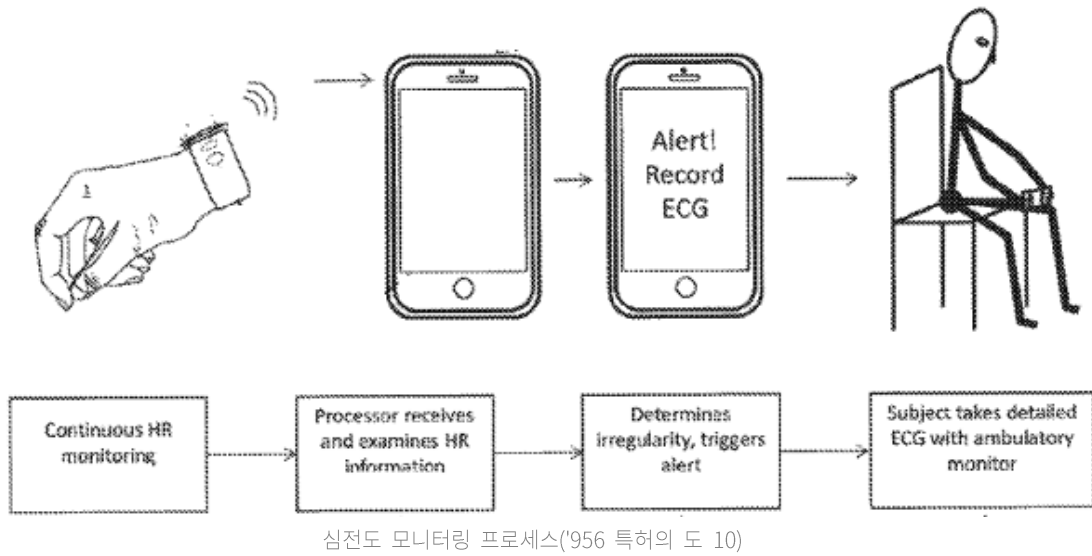 Alert!
Record
ECG
Continuous HR
monitoring
Processor receives
and examines HR
information
Determines
irregularity, triggers
alert
Subject takes detailed
ECG with ambulatory
monitor
심전도 모니터링 프로세스('956 특허의 도 10)